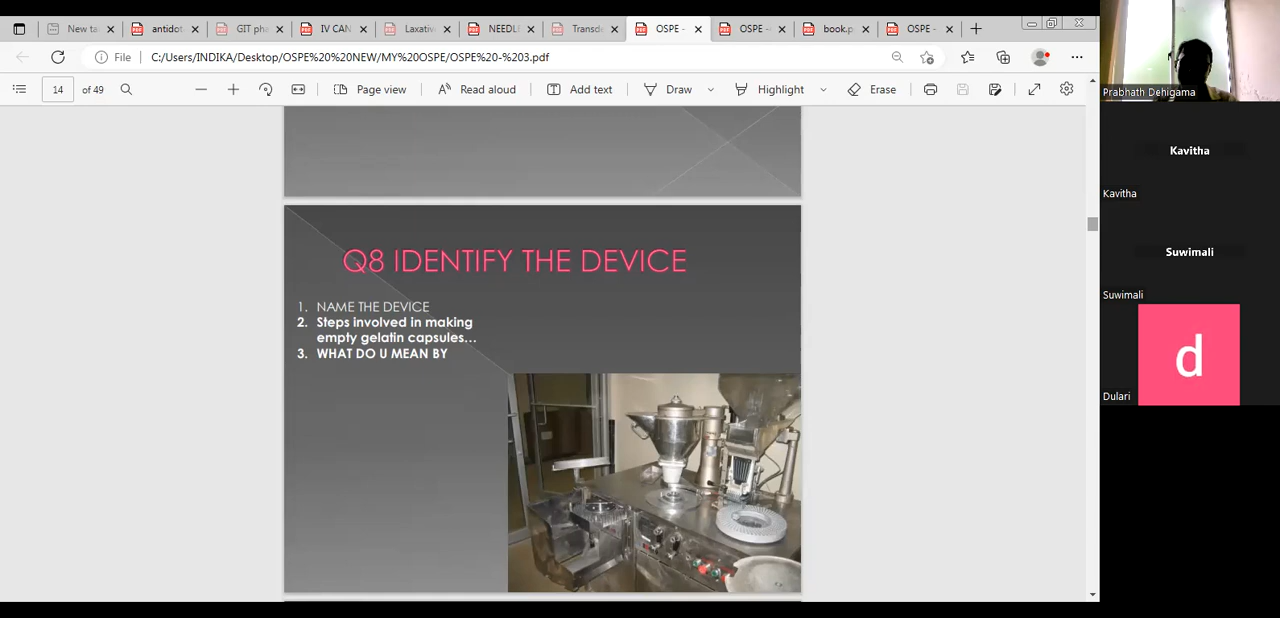 New ta
antidot
GIT pha
IV CAN
Laxativ
NEEDL
Transd
OSPE -
OSPE -
book.p
OSPE -
File
C:/Users/INDIKA/Desktop/OSPE%20%20NEW/MY%20OSPE/OSPE%20-%203.pdf
14 of 49
Page view
Read aloud
Add text
Draw
Highlight
Erase
Q8 IDENTIFY THE DEVICE
1. NAME THE DEVICE
2. Steps involved in making
empty gelatin capsules...
3. WHAT DO U MEAN BY
Prabhath Dehigama
Kavitha
Kavitha
Suwimali
Suwimali
d
Dulari